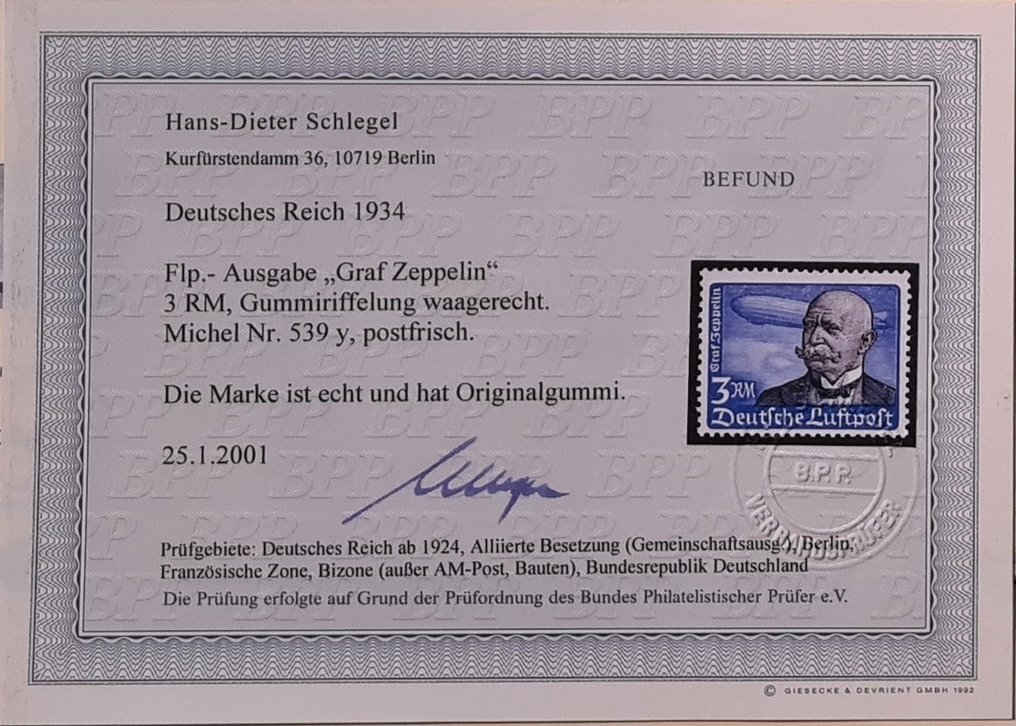 Hans-Dieter Schlegel
Kurfürstendamm 36, 10719 Berlin
BEFUND
Deutsches Reich 1934
Flp.- Ausgabe „Graf Zeppelin“
3 RM, Gummiriffelung waagerecht.
Michel Nr. 539 y, postfrisch.
Graf Zeppelin
3 RM
Deutsche Luftpost
Die Marke ist echt und hat Originalgummi.
25.1.2001
B.P.P.
VERBANDSPRÜFER
Prüfgebiete: Deutsches Reich ab 1924, Alliierte Besetzung (Gemeinschaftsausg.) Berlin,
Französische Zone, Bizone (außer AM-Post, Bauten), Bundesrepublik Deutschland
Die Prüfung erfolgte auf Grund der Prüfordnung des Bundes Philatelistischer Prüfer e.V.
© GIESECKE & DEVRIENT GMBH 1992